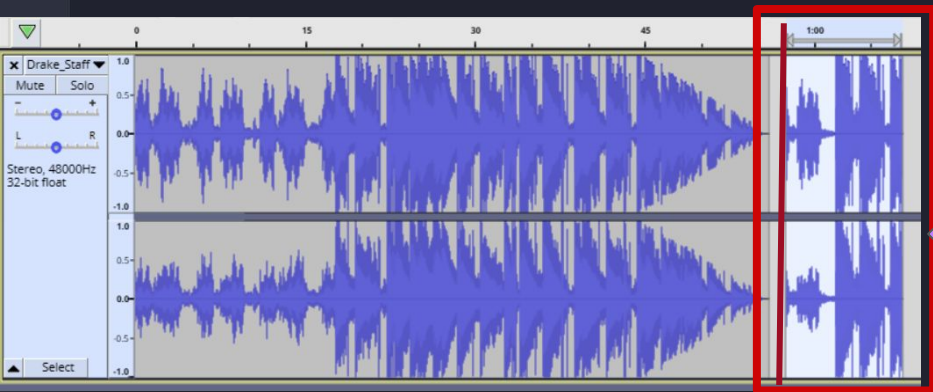 0 15 30 45 1:00
x Drake_Staff
Mute Solo
- +
L R
Stereo, 48000Hz
32-bit float
Select
1.0
0.5-
0.0-
-0.5-
-1.0
1.0
0.5-
0.0-
-0.5-
-1.0